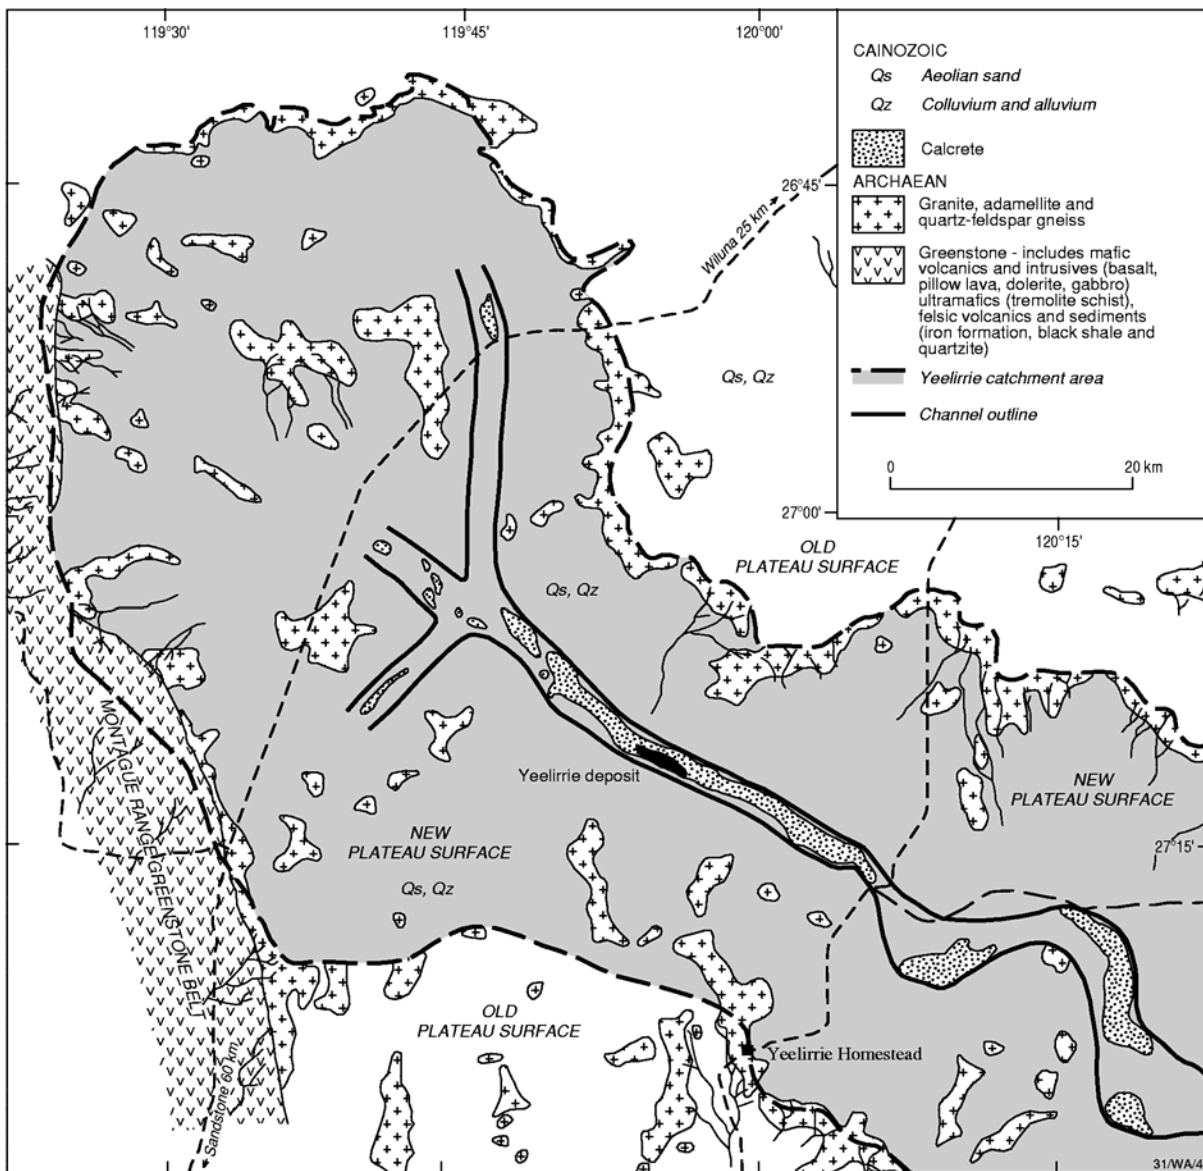 119°30'
119°45'
120°00'
CAINOZOIC
Qs Aeolian sand
Qz Colluvium and alluvium
Calcrete
ARCHAEAN
Granite, adamellite and
quartz-feldspar gneiss
Greenstone - includes mafic
volcanics and intrusives (basalt,
pillow lava, dolerite, gabbro)
ultramafics (tremolite schist),
felsic volcanics and sediments
(iron formation, black shale and
quartzite)
Yeelirrie catchment area
Channel outline
0 20 km
26°45'
Wiluna 25 km
Qs, Qz
27°00'
120°15'
OLD
PLATEAU SURFACE
Qs, Qz
MONTAGUE RANGE GREENSTONE BELT
Yeelirrie deposit
NEW
PLATEAU SURFACE
NEW
PLATEAU SURFACE
Qs, Qz
27°15'
OLD
PLATEAU SURFACE
Yeelirrie Homestead
Sandstone 60 km
31/WA/4